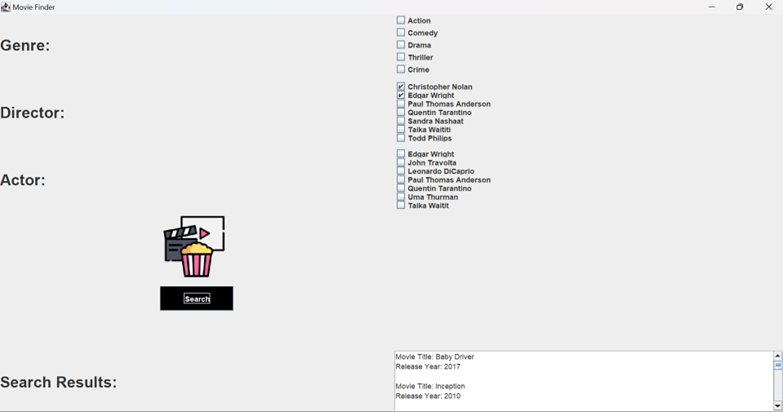 Movie Finder
Genre:
Action
Comedy
Drama
Thriller
Crime
Director:
Christopher Nolan
Edgar Wright
Paul Thomas Anderson
Quentin Tarantino
Sandra Nashaat
Taika Waititi
Todd Philips
Actor:
Edgar Wright
John Travolta
Leonardo DiCaprio
Paul Thomas Anderson
Quentin Tarantino
Uma Thurman
Taika Waitit
Search
Search Results:
Movie Title: Baby Driver
Release Year: 2017
Movie Title: Inception
Release Year: 2010